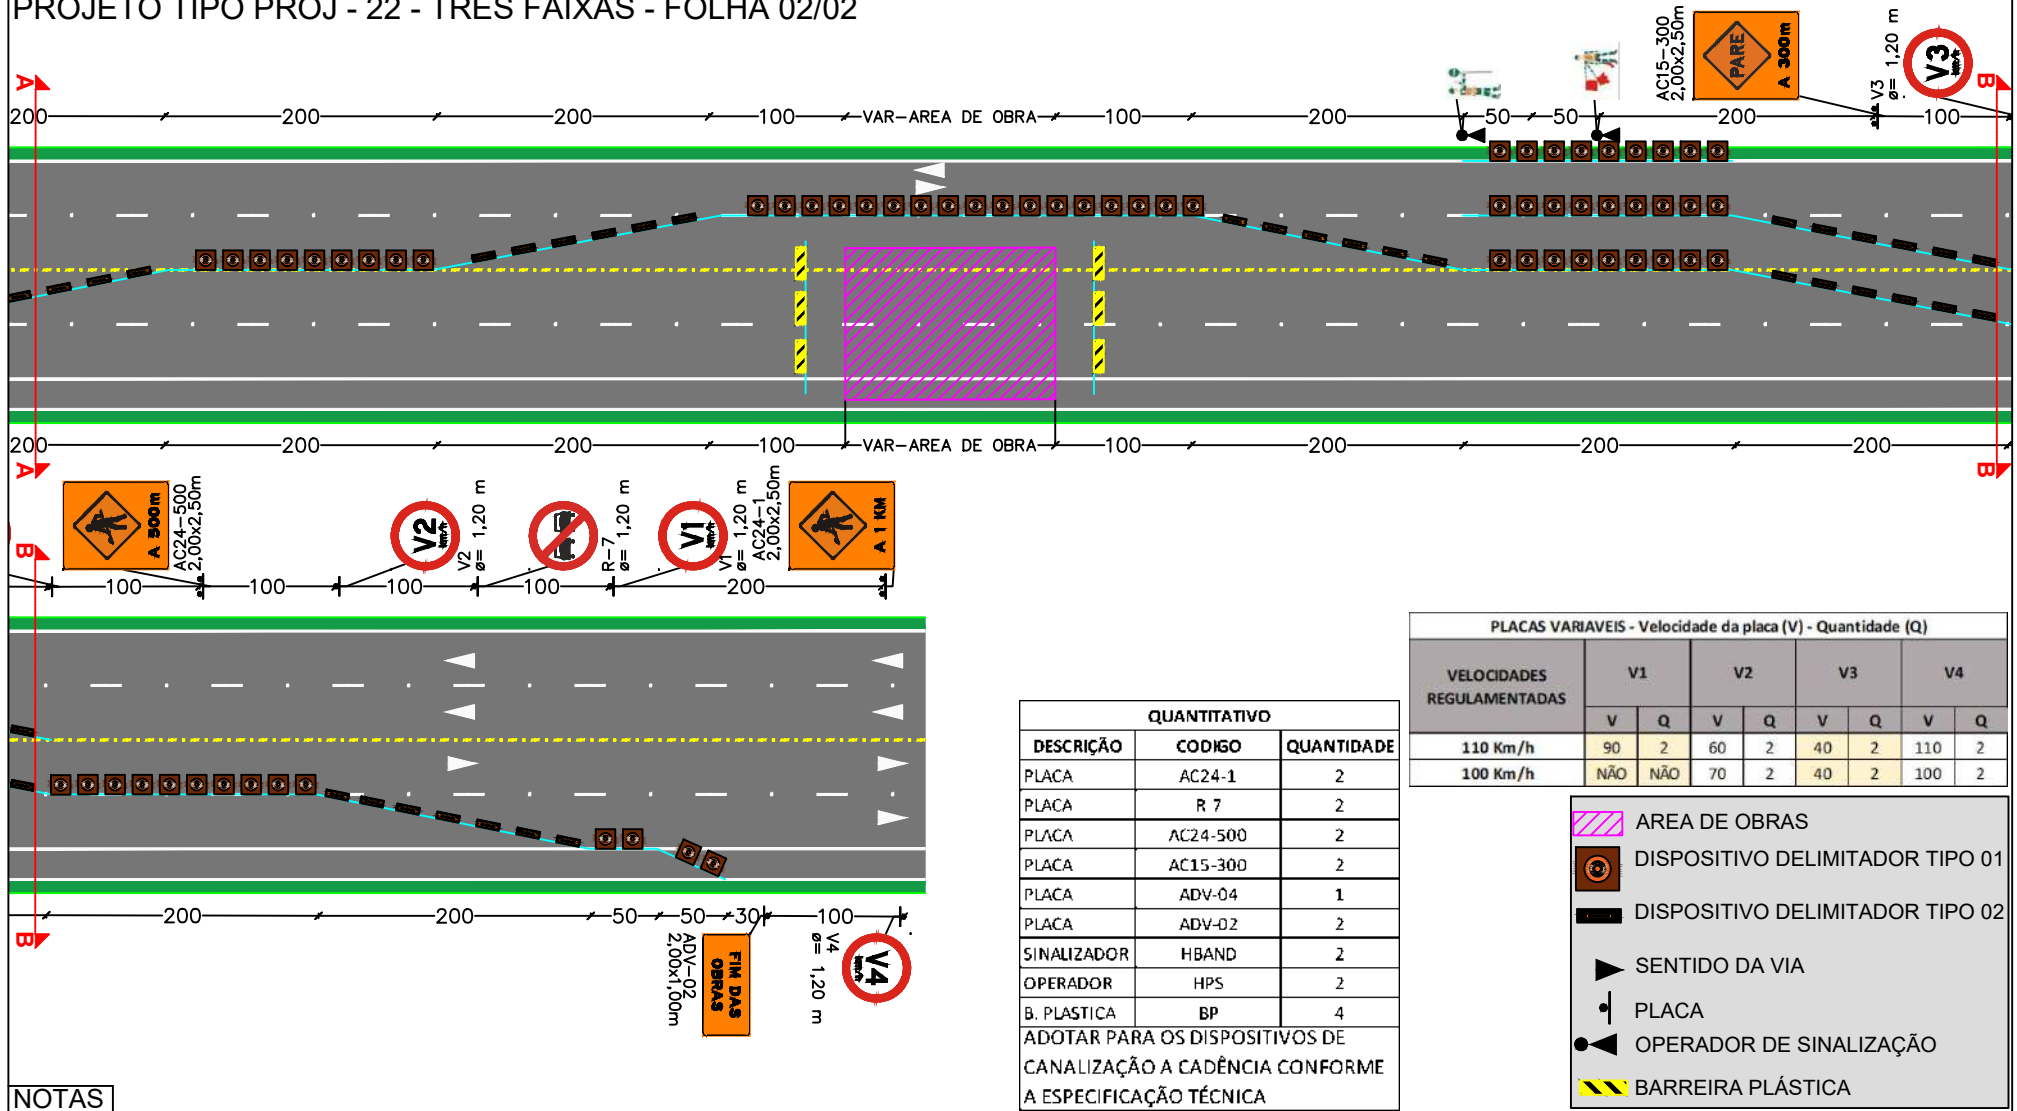 PROJETO TIPO PROJ - 22 - TRES FAIXAS - FOLHA 02/02
AC15-300
2,00x2,50m
PARE
A 300m
V3
ø= 1,20 m
V3
km/h
A
B
200
200
200
100
VAR-AREA DE OBRA
100
200
50
50
200
100
200
200
200
100
VAR-AREA DE OBRA
100
200
200
200
A
B
A 500m
AC24-500
2,00x2,50m
V2
km/h
V2
ø= 1,20 m
R-7
ø= 1,20 m
V1
km/h
V1
ø= 1,20 m
AC24-1
2,00x2,50m
A 1 KM
B
100
100
100
100
200
200
200
50
50
30
100
B
ADV-02
2,00x1,00m
FIM DAS
OBRAS
V4
ø= 1,20 m
V4
km/h
QUANTITATIVO
DESCRIÇÃO CODIGO QUANTIDADE
PLACA AC24-1 2
PLACA R 7 2
PLACA AC24-500 2
PLACA AC15-300 2
PLACA ADV-04 1
PLACA ADV-02 2
SINALIZADOR HBAND 2
OPERADOR HPS 2
B. PLASTICA BP 4
ADOTAR PARA OS DISPOSITIVOS DE
CANALIZAÇÃO A CADÊNCIA CONFORME
A ESPECIFICAÇÃO TÉCNICA
PLACAS VARIAVEIS - Velocidade da placa (V) - Quantidade (Q)
VELOCIDADES
REGULAMENTADAS
V1 V2 V3 V4
V Q V Q V Q V Q
110 Km/h 90 2 60 2 40 2 110 2
100 Km/h NÃO NÃO 70 2 40 2 100 2
AREA DE OBRAS
DISPOSITIVO DELIMITADOR TIPO 01
DISPOSITIVO DELIMITADOR TIPO 02
SENTIDO DA VIA
PLACA
OPERADOR DE SINALIZAÇÃO
BARREIRA PLÁSTICA
NOTAS